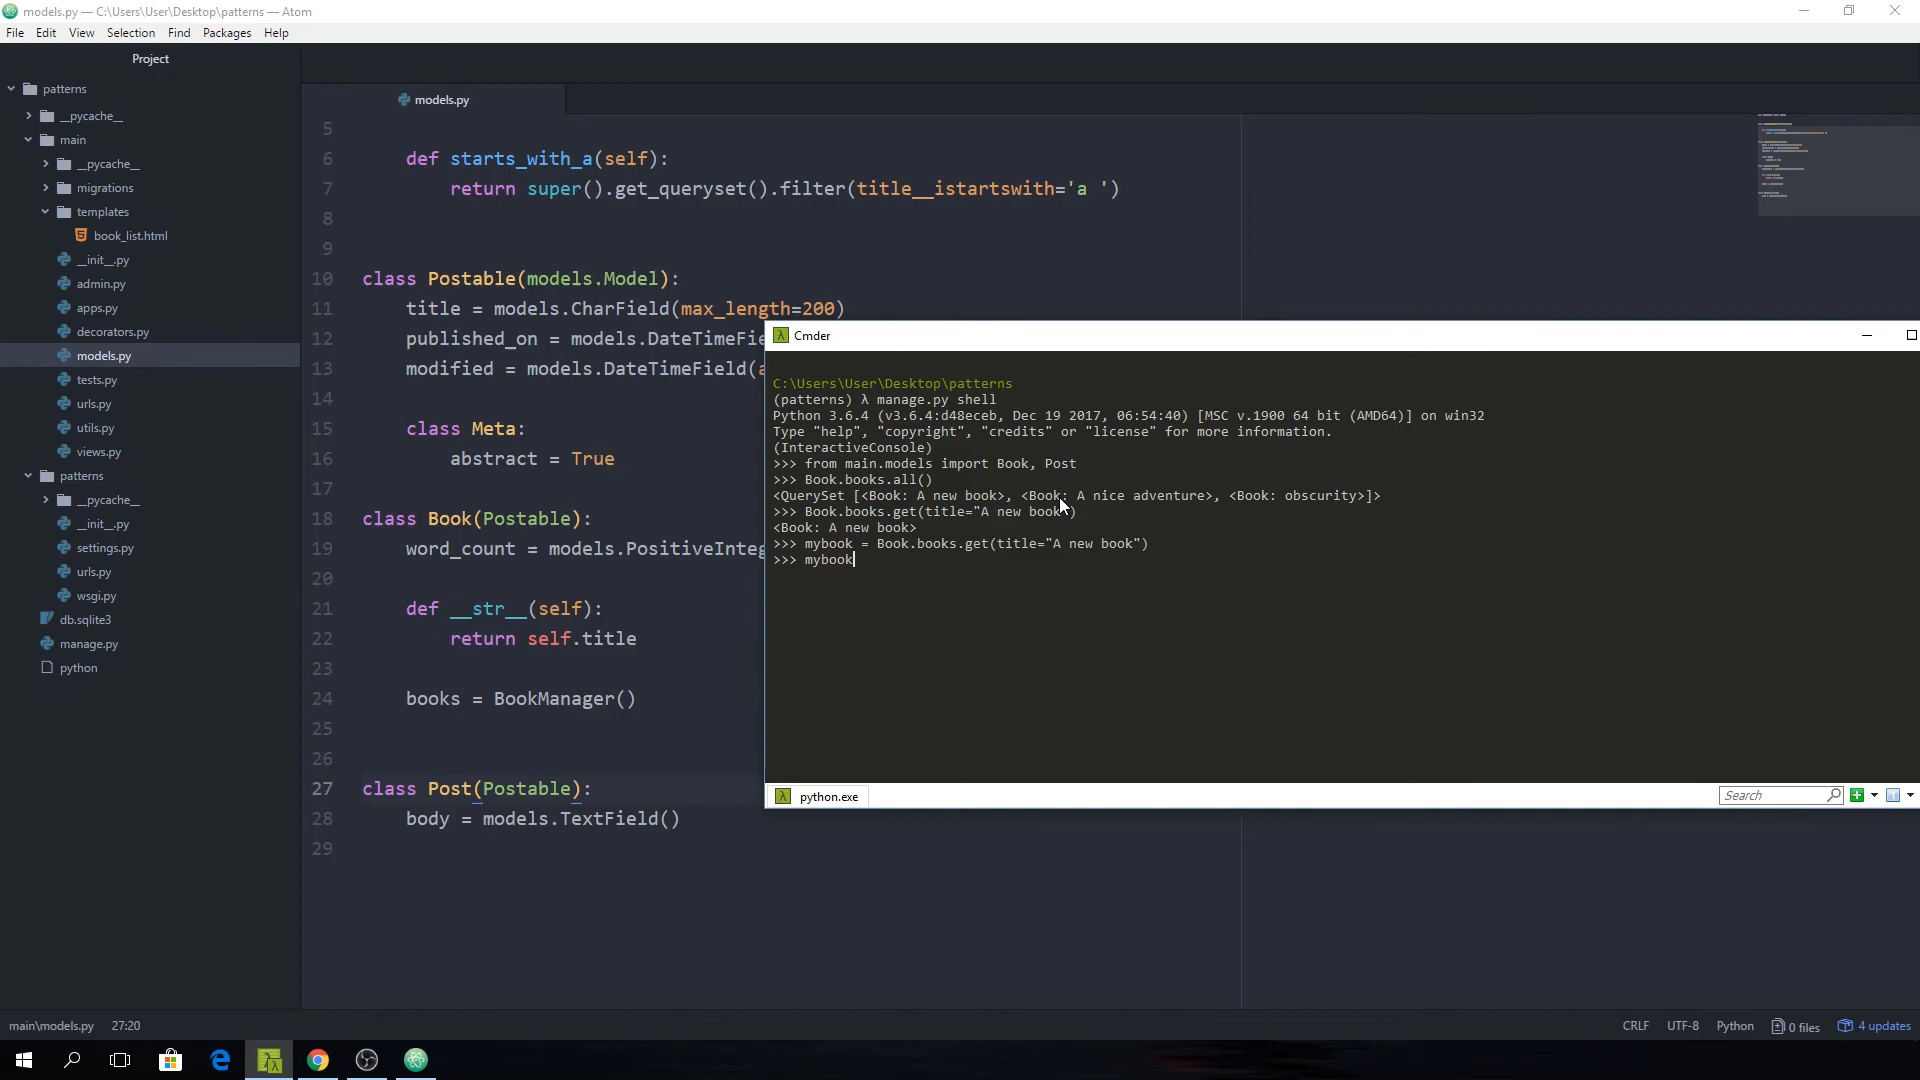 models.py — C:\Users\User\Desktop\patterns — Atom
File Edit View Selection Find Packages Help
Project
patterns
__pycache__
main
__pycache__
migrations
templates
book_list.html
__init__.py
admin.py
apps.py
decorators.py
models.py
tests.py
urls.py
utils.py
views.py
patterns
__pycache__
__init__.py
settings.py
urls.py
wsgi.py
db.sqlite3
manage.py
python
models.py
5
6 def starts_with_a(self):
7 return super().get_queryset().filter(title__istartswith='a ')
8
9
10 class Postable(models.Model):
11 title = models.CharField(max_length=200)
12 published_on = models.DateTimeFie
13 modified = models.DateTimeField(a
14
15 class Meta:
16 abstract = True
17
18 class Book(Postable):
19 word_count = models.PositiveInteg
20
21 def __str__(self):
22 return self.title
23
24 books = BookManager()
25
26
27 class Post(Postable):
28 body = models.TextField()
29
Cmder
C:\Users\User\Desktop\patterns
(patterns) λ manage.py shell
Python 3.6.4 (v3.6.4:d48eceb, Dec 19 2017, 06:54:40) [MSC v.1900 64 bit (AMD64)] on win32
Type "help", "copyright", "credits" or "license" for more information.
(InteractiveConsole)
>>> from main.models import Book, Post
>>> Book.books.all()
<QuerySet [<Book: A new book>, <Book: A nice adventure>, <Book: obscurity>]>
>>> Book.books.get(title="A new book")
<Book: A new book>
>>> mybook = Book.books.get(title="A new book")
>>> mybook
python.exe
Search
main\models.py 27:20
CRLF UTF-8 Python 0 files 4 updates